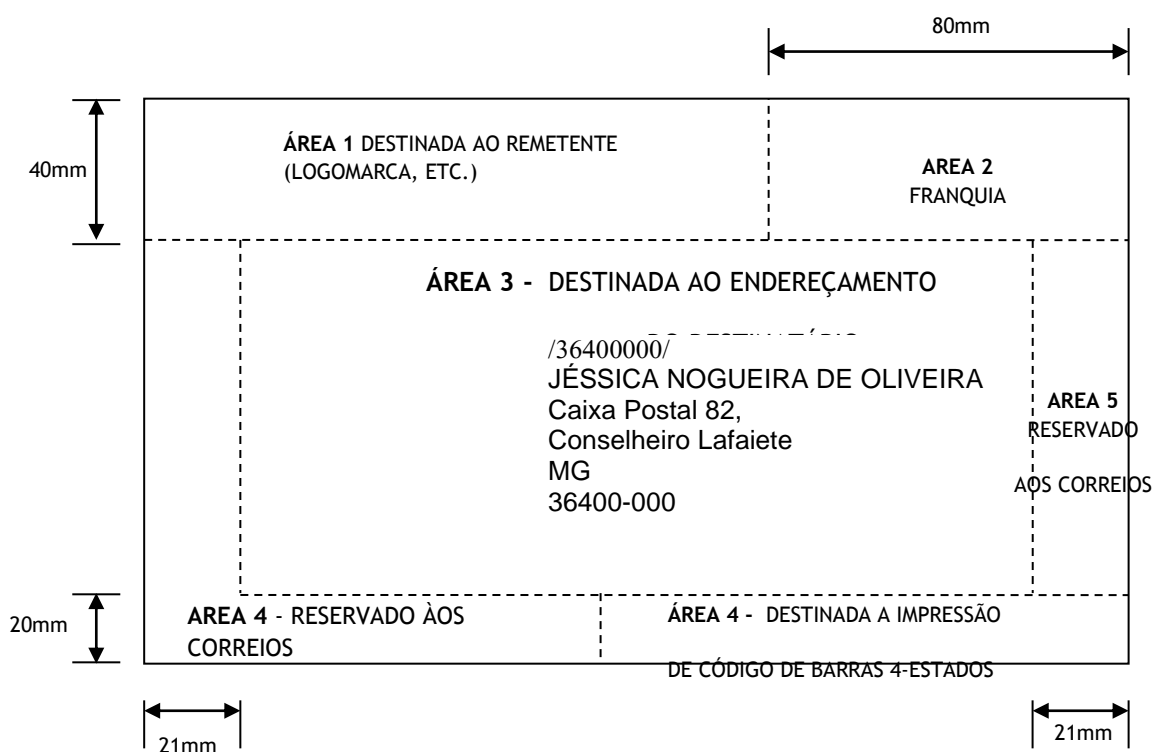 80mm
40mm
ÁREA 1 DESTINADA AO REMETENTE
(LOGOMARCA, ETC.)
AREA 2
FRANQUIA
ÁREA 3 - DESTINADA AO ENDEREÇAMENTO
/36400000/
JÉSSICA NOGUEIRA DE OLIVEIRA
Caixa Postal 82,
Conselheiro Lafaiete
MG
36400-000
AREA 5
RESERVADO
AOS CORREIOS
20mm
AREA 4 - RESERVADO ÀOS
CORREIOS
ÁREA 4 - DESTINADA A IMPRESSÃO
DE CÓDIGO DE BARRAS 4-ESTADOS
21mm
21mm